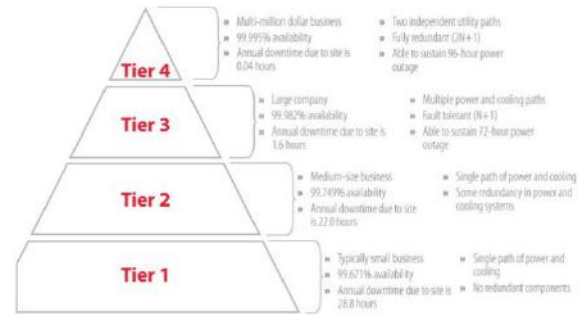 Tier 4
» Multi-million dollar business
» 99.995% availability
» Annual downtime due to site is
0.04 hours
» Two independent utility paths
» Fully redundant (2N+1)
» Able to sustain 96-hour power
outage
Tier 3
» Large company
» 99.982% availability
» Annual downtime due to site is
1.6 hours
» Multiple power and cooling paths
» Fault tolerant (N+1)
» Able to sustain 72-hour power
outage
Tier 2
» Medium-size business
» 99.749% availability
» Annual downtime due to site
is 22.0 hours
» Single path of power and cooling
» Some redundancy in power and
cooling systems
Tier 1
» Typically small business
» 99.671% availability
» Annual downtime due to site is
28.8 hours
» Single path of power and
cooling
» No redundant components